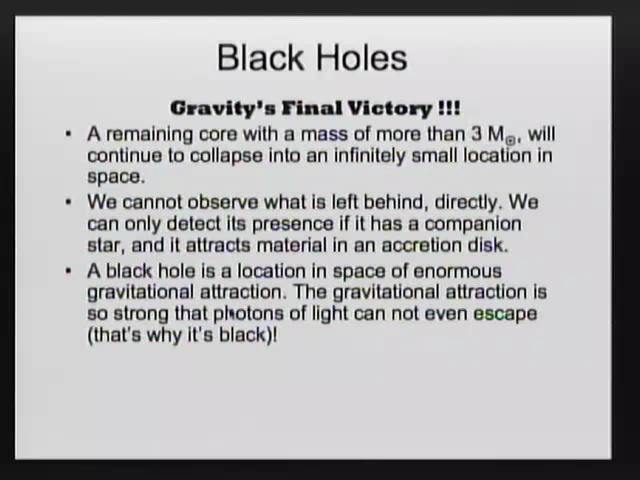 Black Holes
Gravity's Final Victory !!!
• A remaining core with a mass of more than 3 M⊙, will
continue to collapse into an infinitely small location in
space.
• We cannot observe what is left behind, directly. We
can only detect its presence if it has a companion
star, and it attracts material in an accretion disk.
• A black hole is a location in space of enormous
gravitational attraction. The gravitational attraction is
so strong that photons of light can not even escape
(that's why it's black)!